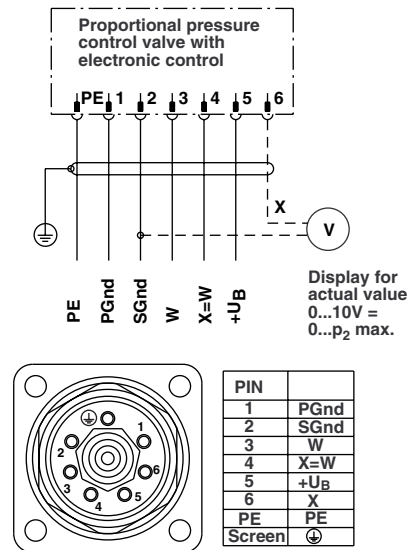 Proportional pressure
control valve with
electronic control
PE 1 2 3 4 5 6
X
V
PE
PGnd
SGnd
W
X=W
+UB
Display for
actual value
0...10V =
0...p2 max.
1
2
6
3
5
4
PIN
1 PGnd
2 SGnd
3 W
4 X=W
5 +UB
6 X
PE PE
Screen ⏚